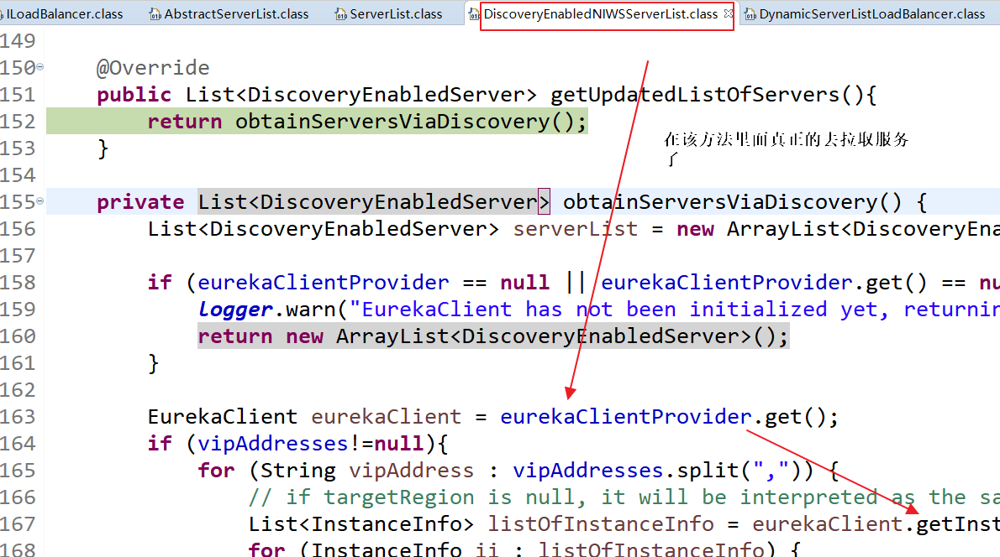 ILoadBalancer.class AbstractServerList.class ServerList.class DiscoveryEnabledNIWSServerList.class DynamicServerListLoadBalancer.class
149
150 @Override
151 public List<DiscoveryEnabledServer> getUpdatedListOfServers(){
152 return obtainServersViaDiscovery();
在该方法里面真正的去拉取服务
153 }
了
154
155 private List<DiscoveryEnabledServer> obtainServersViaDiscovery() {
156 List<DiscoveryEnabledServer> serverList = new ArrayList<DiscoveryEna
157
158 if (eurekaClientProvider == null || eurekaClientProvider.get() == nu
159 logger.warn("EurekaClient has not been initialized yet, returnin
160 return new ArrayList<DiscoveryEnabledServer>();
161 }
162
163 EurekaClient eurekaClient = eurekaClientProvider.get();
164 if (vipAddresses!=null){
165 for (String vipAddress : vipAddresses.split(",")) {
166 // if targetRegion is null, it will be interpreted as the sa
167 List<InstanceInfo> listOfInstanceInfo = eurekaClient.getInst
168 for (InstanceInfo ii : listOfInstanceInfo) {